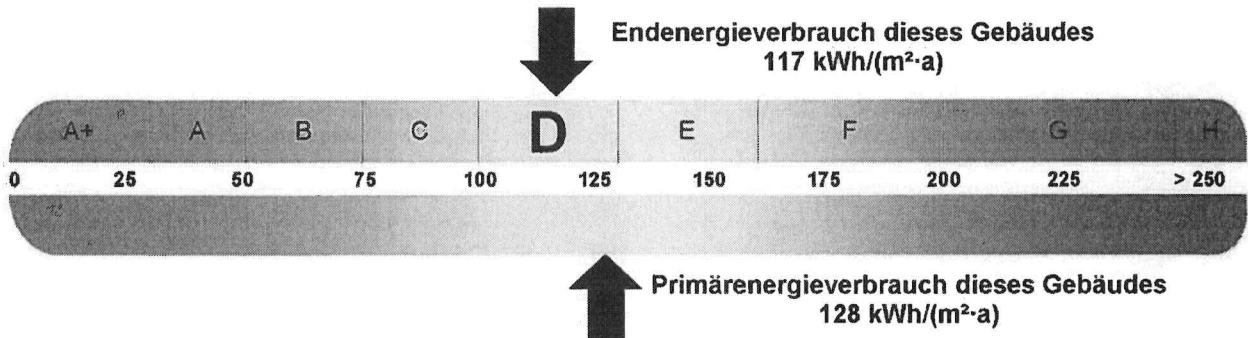 Endenergieverbrauch dieses Gebäudes
117 kWh/(m²·a)
A+ A B C D E F G H
0 25 50 75 100 125 150 175 200 225 > 250
Primärenergieverbrauch dieses Gebäudes
128 kWh/(m²·a)